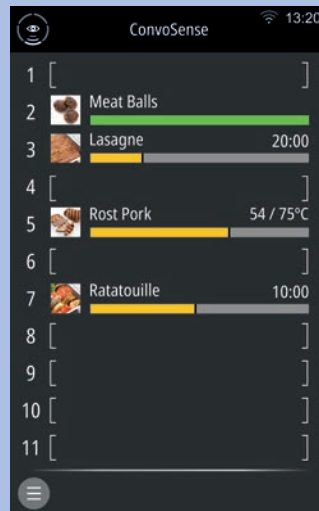 ConvoSense 13:20
1
2 Meat Balls
3 Lasagne 20:00
4
5 Rost Pork 54 / 75°C
6
7 Ratatouille 10:00
8
9
10
11